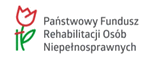 Państwowy Fundusz
Rehabilitacji Osób
Niepełnosprawnych